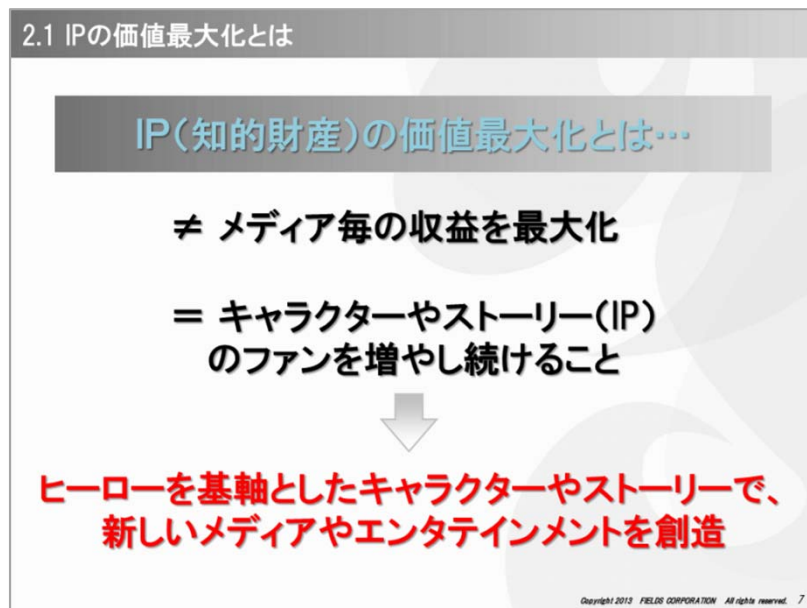 2.1 IPの価値最大化とは
IP(知的財産)の価値最大化とは…
≠ メディア毎の収益を最大化
＝ キャラクターやストーリー(IP)
のファンを増やし続けること
ヒーローを基軸としたキャラクターやストーリーで、
新しいメディアやエンタテインメントを創造
Copyright 2013 FIELDS CORPORATION All rights reserved. 7